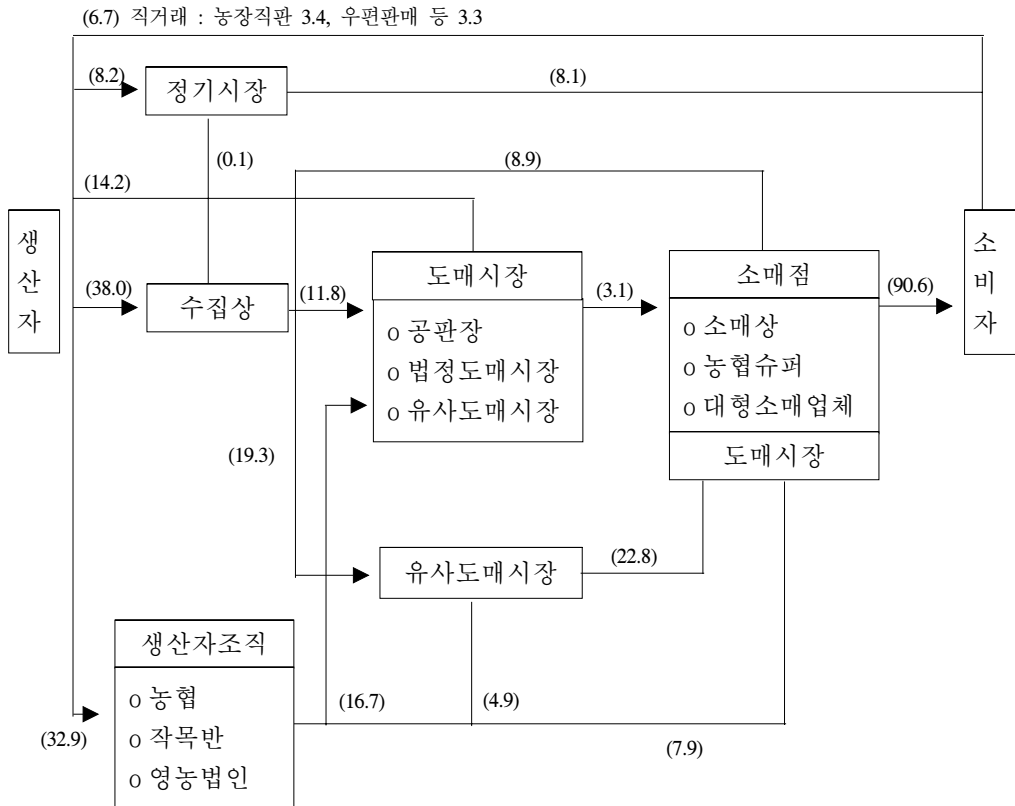 (6.7) 직거래 : 농장직판 3.4, 우편판매 등 3.3
(8.2)
정기시장
(8.1)
(0.1)
(8.9)
(14.2)
생산자
소비자
도매시장
소매점
(38.0)
수집상
(11.8)
(3.1)
(90.6)
o 공판장
o 법정도매시장
o 유사도매시장
o 소매상
o 농협슈퍼
o 대형소매업체
도매시장
(19.3)
유사도매시장
(22.8)
생산자조직
o 농협
o 작목반
o 영농법인
(16.7)
(4.9)
(32.9)
(7.9)